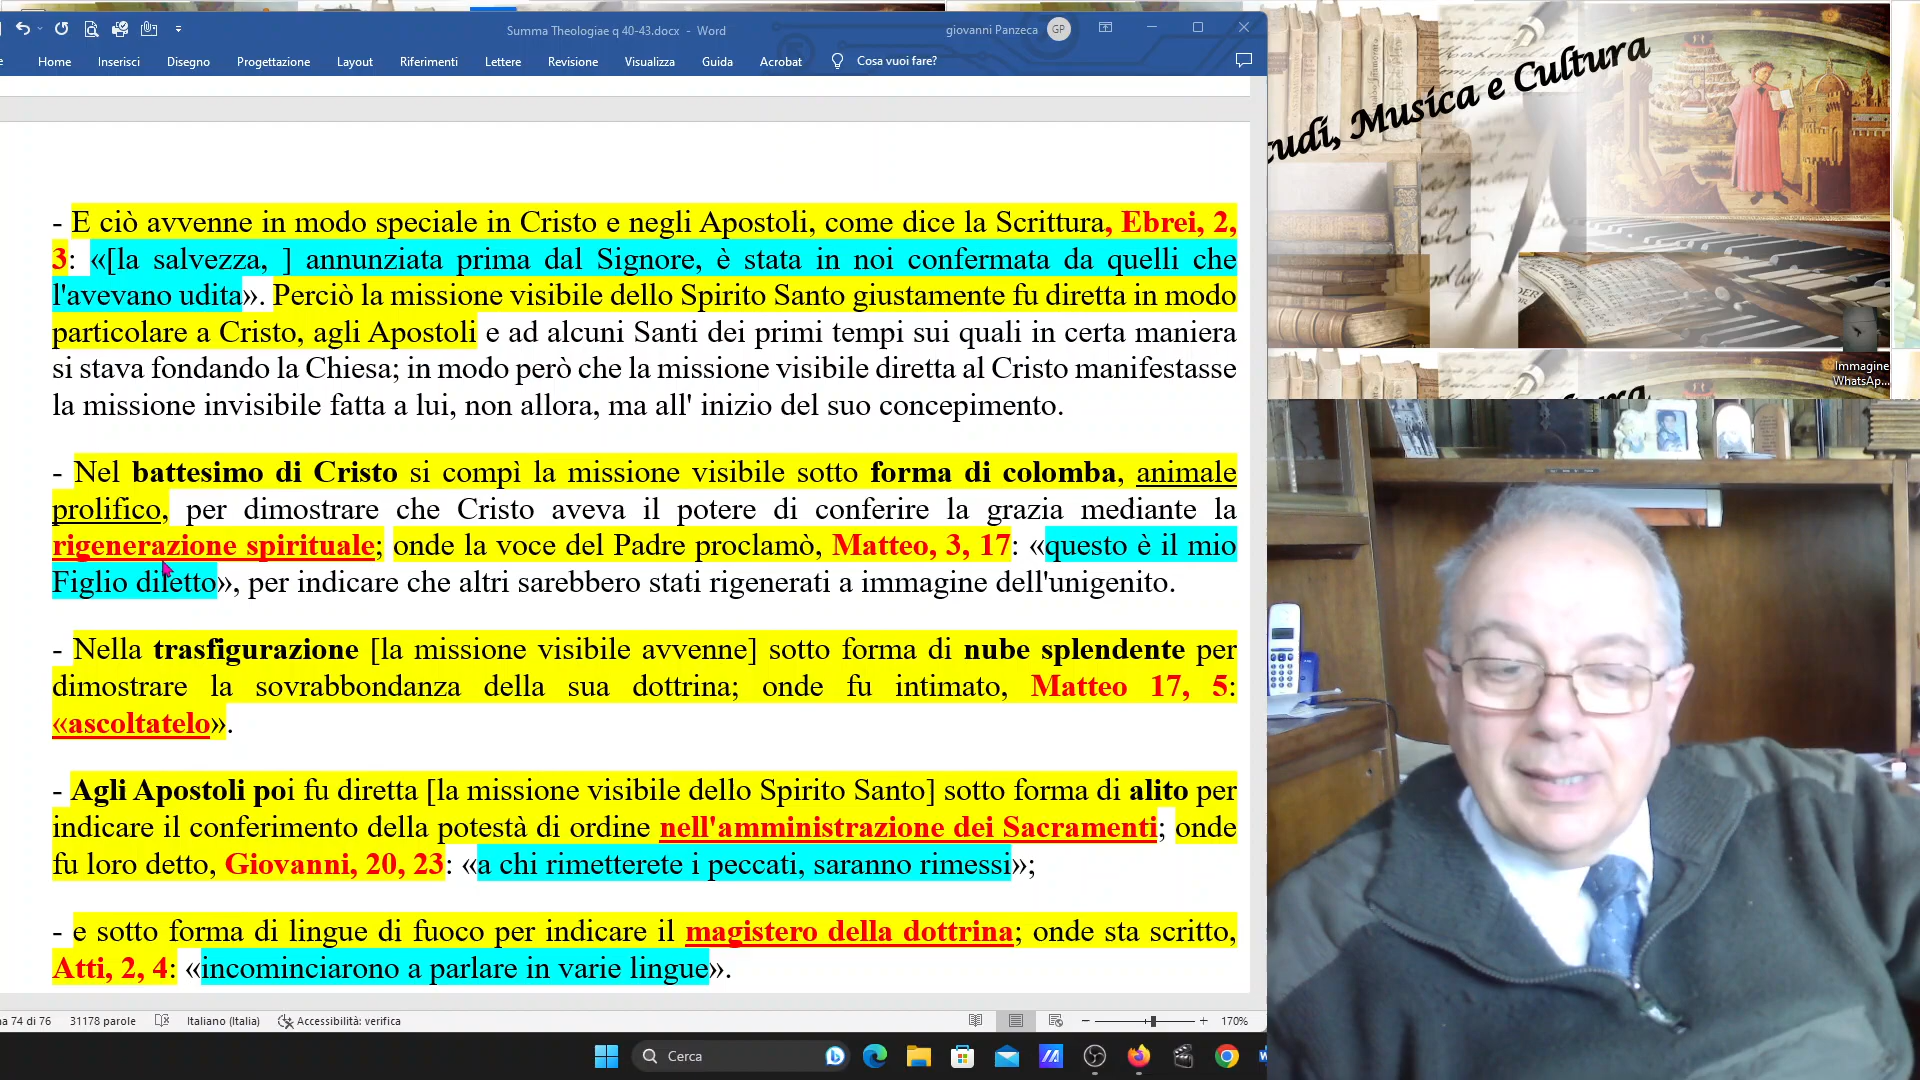 Summa Theologiae q 40-43.docx - Word
giovanni Panzeca GP
Home Inserisci Disegno Progettazione Layout Riferimenti Lettere Revisione Visualizza Guida Acrobat Cosa vuoi fare?
- E ciò avvenne in modo speciale in Cristo e negli Apostoli, come dice la Scrittura, Ebrei, 2,
3: «[la salvezza, ] annunziata prima dal Signore, è stata in noi confermata da quelli che
l'avevano udita». Perciò la missione visibile dello Spirito Santo giustamente fu diretta in modo
particolare a Cristo, agli Apostoli e ad alcuni Santi dei primi tempi sui quali in certa maniera
si stava fondando la Chiesa; in modo però che la missione visibile diretta al Cristo manifestasse
la missione invisibile fatta a lui, non allora, ma all' inizio del suo concepimento.
- Nel battesimo di Cristo si compì la missione visibile sotto forma di colomba, animale
prolifico, per dimostrare che Cristo aveva il potere di conferire la grazia mediante la
rigenerazione spirituale; onde la voce del Padre proclamò, Matteo, 3, 17: «questo è il mio
Figlio diletto», per indicare che altri sarebbero stati rigenerati a immagine dell'unigenito.
- Nella trasfigurazione [la missione visibile avvenne] sotto forma di nube splendente per
dimostrare la sovrabbondanza della sua dottrina; onde fu intimato, Matteo 17, 5:
«ascoltatelo».
- Agli Apostoli poi fu diretta [la missione visibile dello Spirito Santo] sotto forma di alito per
indicare il conferimento della potestà di ordine nell'amministrazione dei Sacramenti; onde
fu loro detto, Giovanni, 20, 23: «a chi rimetterete i peccati, saranno rimessi»;
- e sotto forma di lingue di fuoco per indicare il magistero della dottrina; onde sta scritto,
Atti, 2, 4: «incominciarono a parlare in varie lingue».
na 74 di 76 31178 parole Italiano (Italia) Accessibilità: verifica 170%
Cerca
tudi, Musica e Cultura
Immagine
WhatsAp...